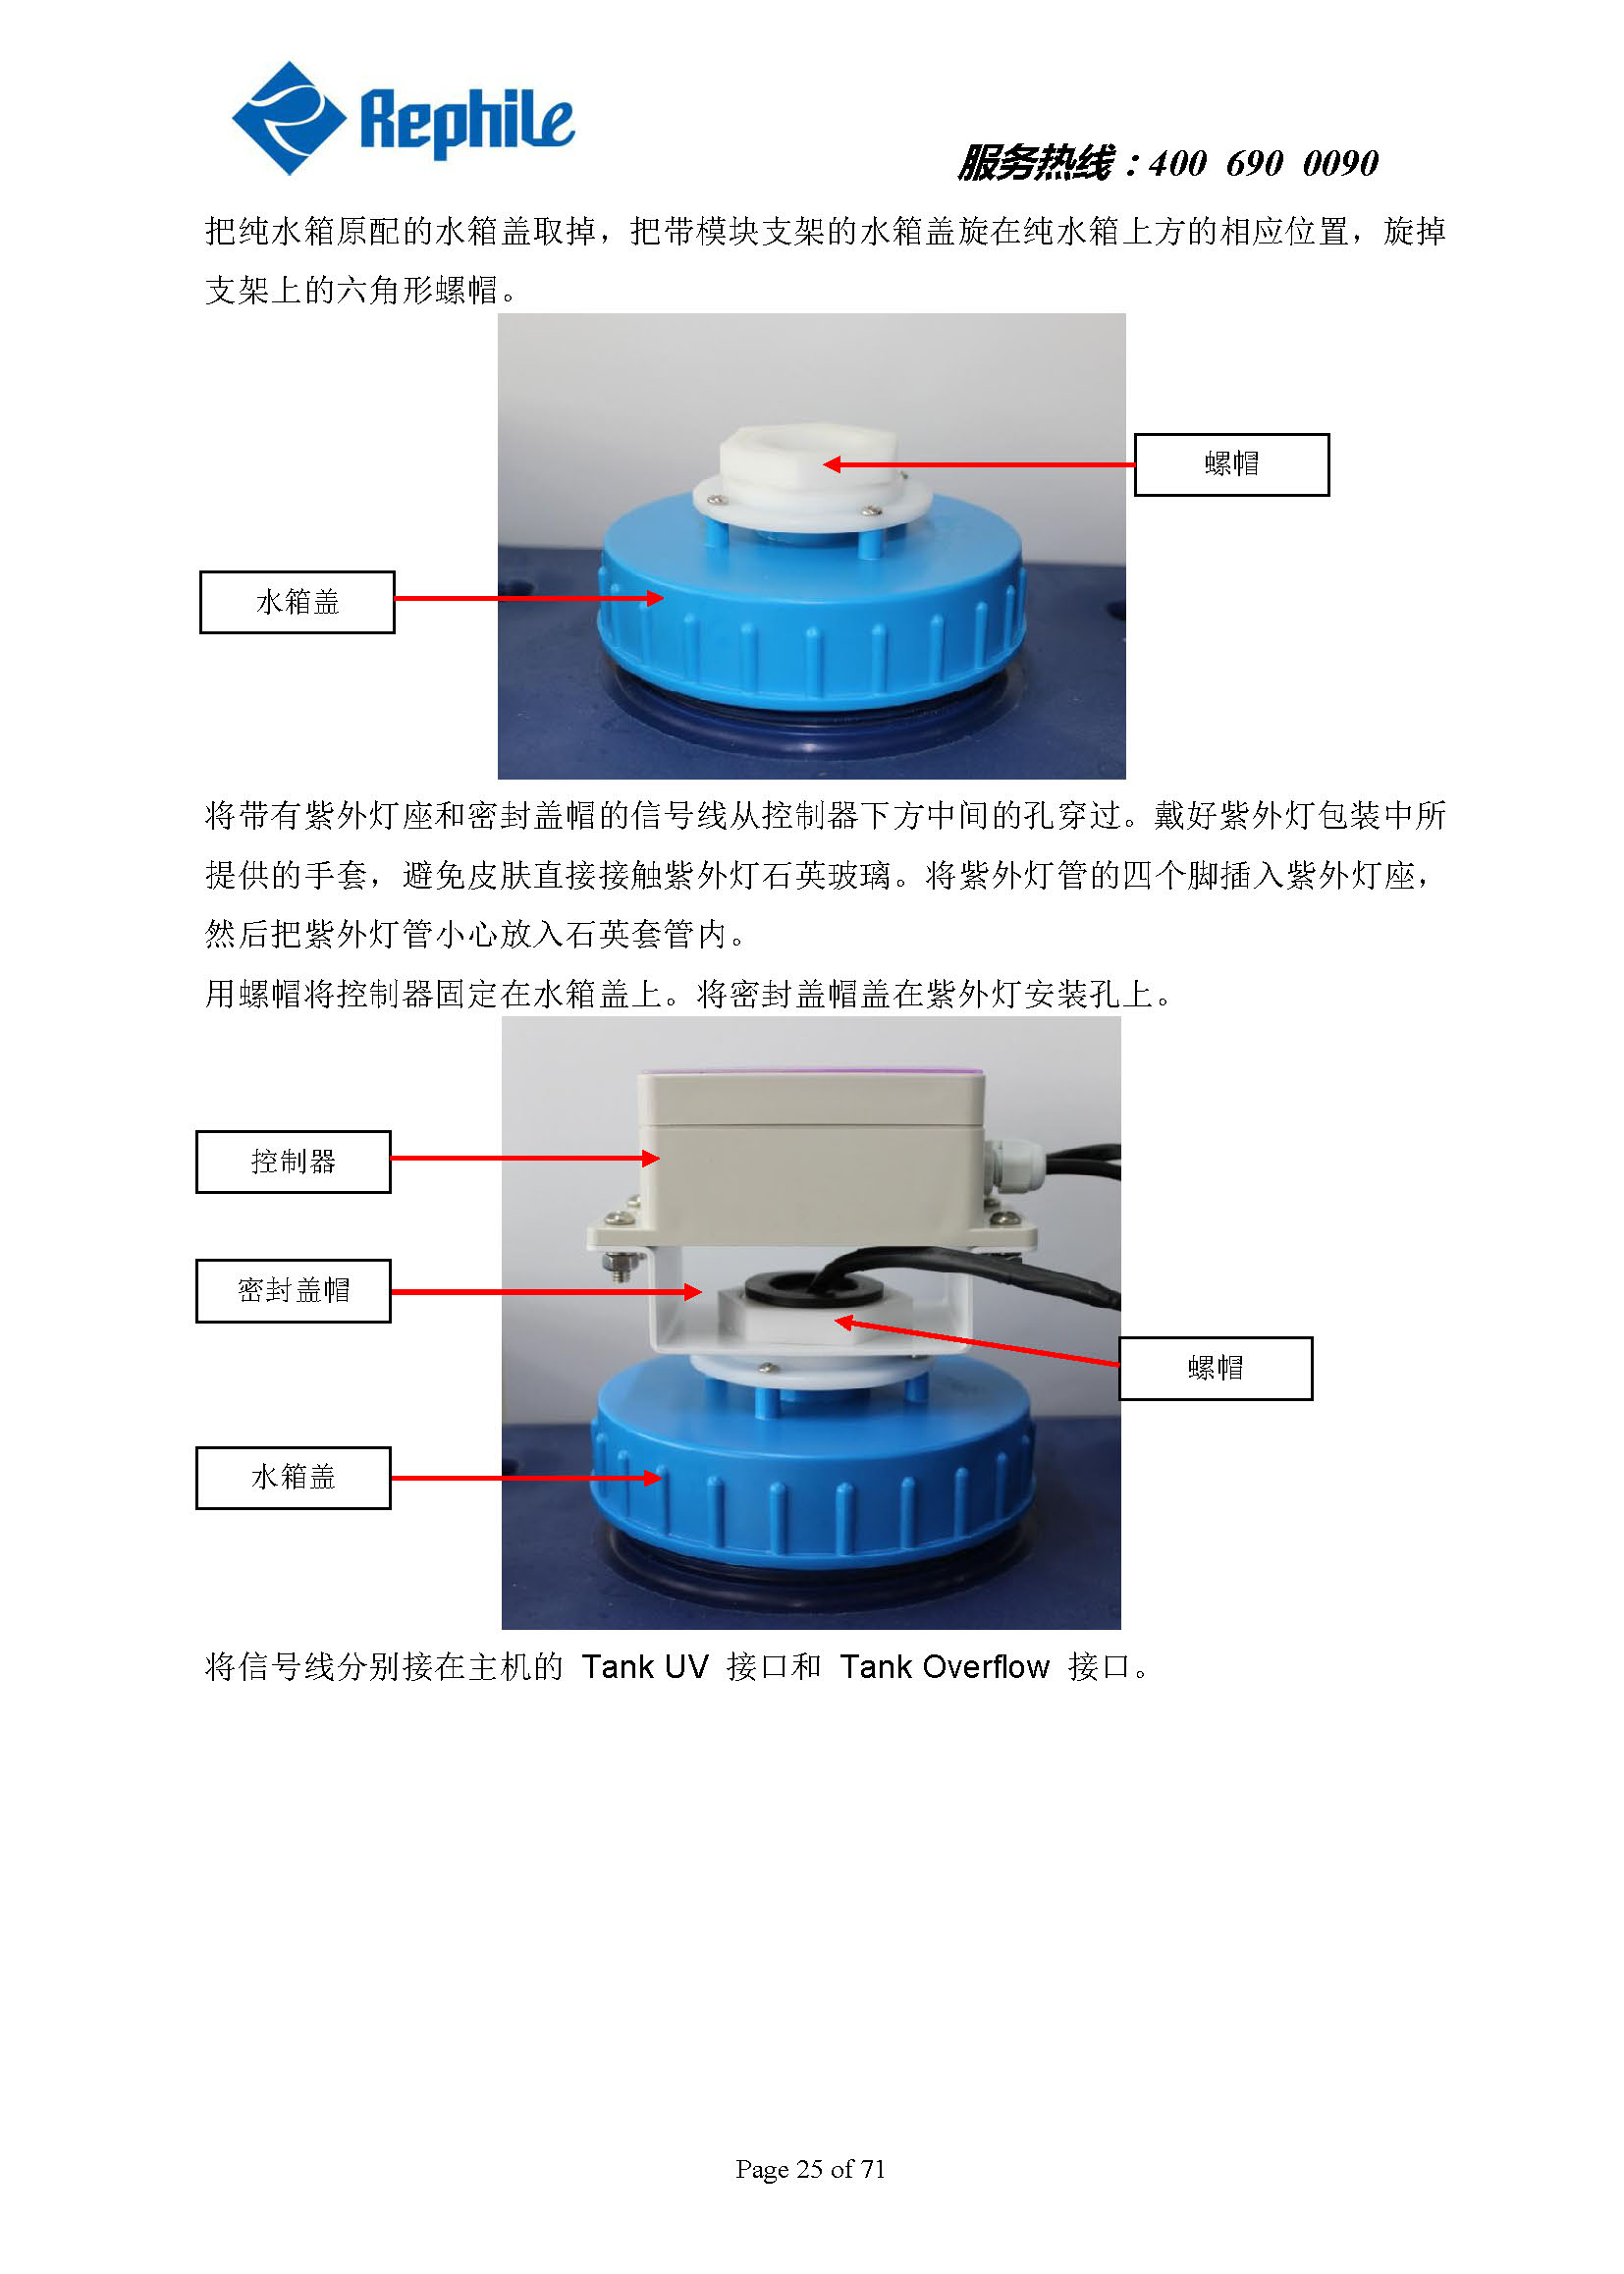 Rephile
服务热线：400 690 0090
把纯水箱原配的水箱盖取掉，把带模块支架的水箱盖旋在纯水箱上方的相应位置，旋掉
支架上的六角形螺帽。
螺帽
水箱盖
将带有紫外灯座和密封盖帽的信号线从控制器下方中间的孔穿过。戴好紫外灯包装中所
提供的手套，避免皮肤直接接触紫外灯石英玻璃。将紫外灯管的四个脚插入紫外灯座，
然后把紫外灯管小心放入石英套管内。
用螺帽将控制器固定在水箱盖上。将密封盖帽盖在紫外灯安装孔上。
控制器
密封盖帽
螺帽
水箱盖
将信号线分别接在主机的 Tank UV 接口和 Tank Overflow 接口。
Page 25 of 71